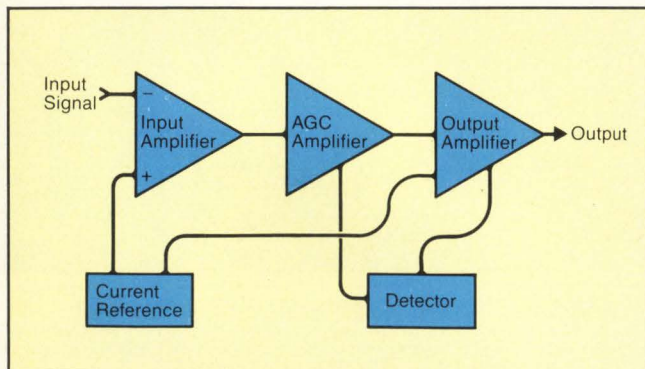 Input
Signal
−
Input
Amplifier
+
AGC
Amplifier
Output
Amplifier
Output
Current
Reference
Detector